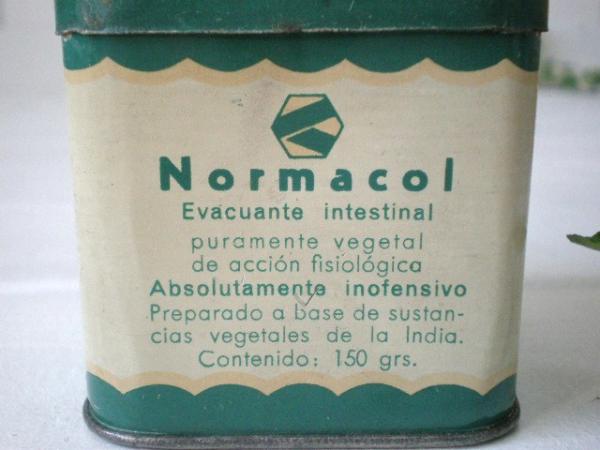 Normacol
Evacuante intestinal
puramente vegetal
de acción fisiológica
Absolutamente inofensivo
Preparado a base de sustan-
cias vegetales de la India.
Contenido: 150 grs.